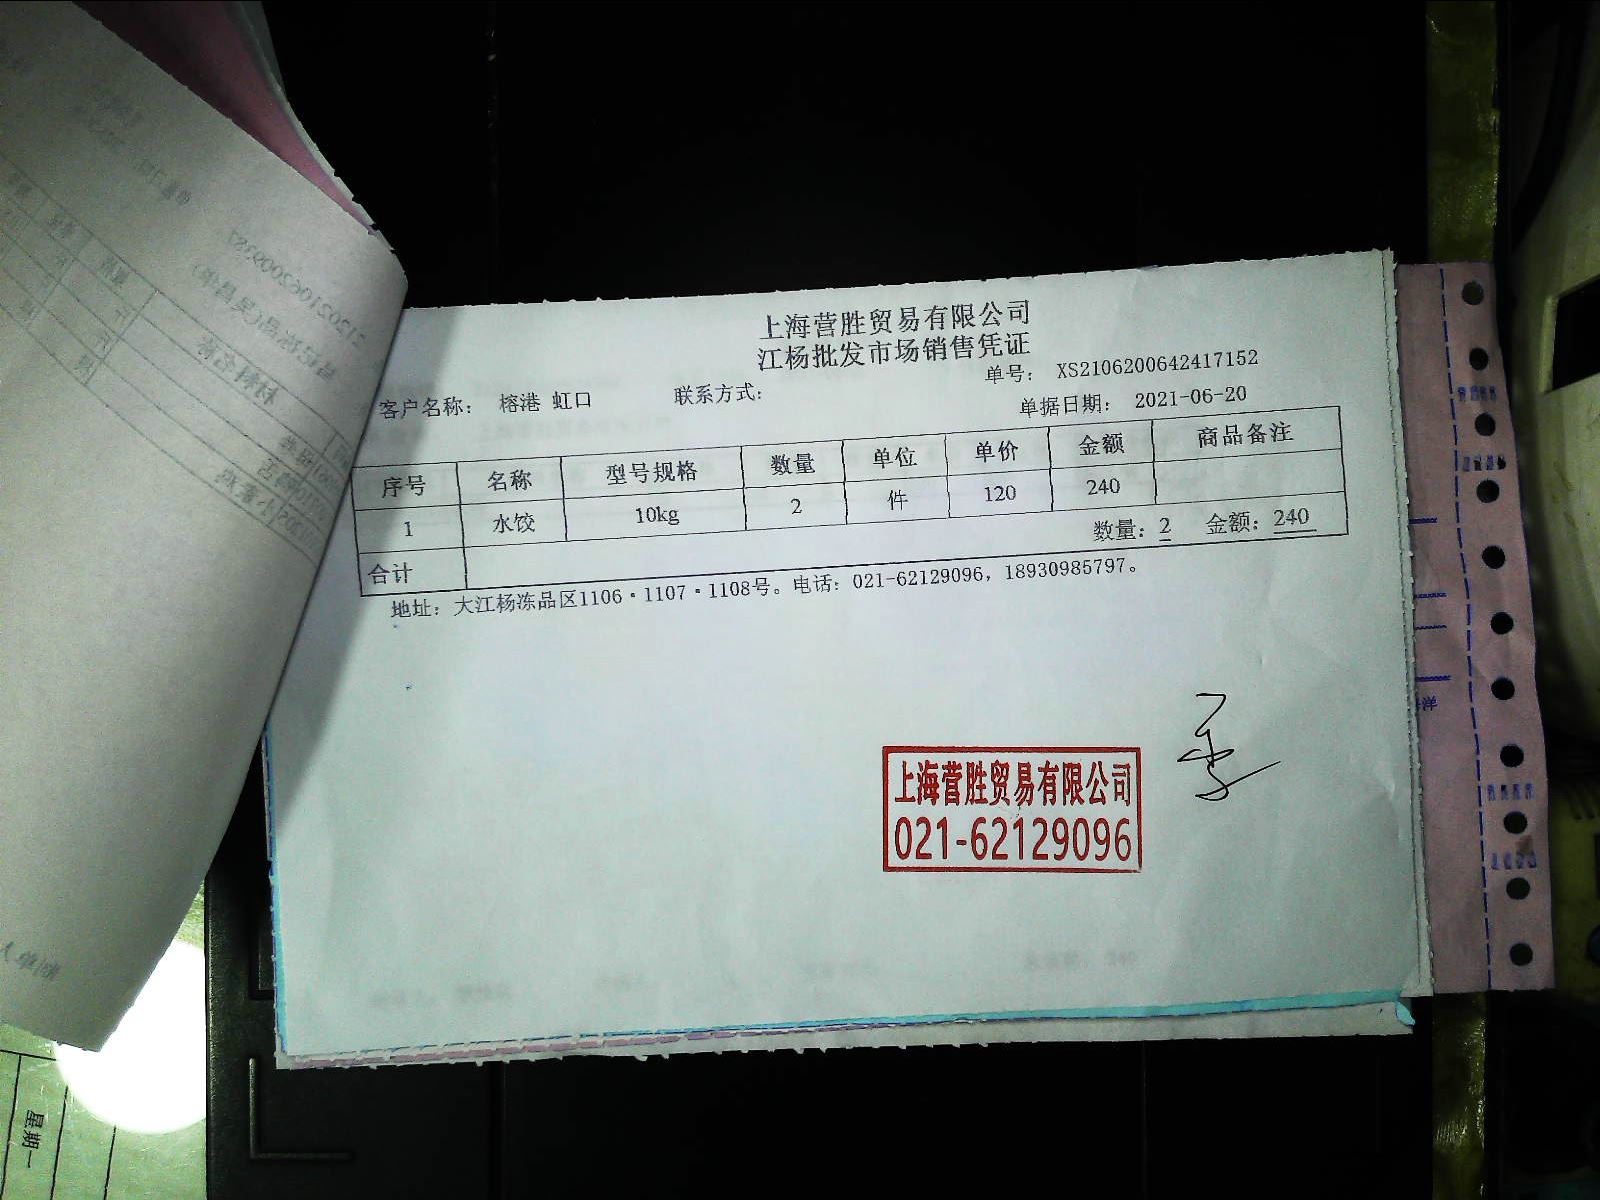 上海营胜贸易有限公司
江杨批发市场销售凭证
单号： XS2106200642417152
客户名称： 榕港 虹口 联系方式： 单据日期： 2021-06-20
序号 名称 型号规格 数量 单位 单价 金额 商品备注
1 水饺 10kg 2 件 120 240
合计 数量：2 金额：240
地址：大江杨冻品区1106·1107·1108号。电话：021-62129096，18930985797。
上海营胜贸易有限公司
021-62129096
星期一